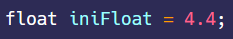 float iniFloat = 4.4;